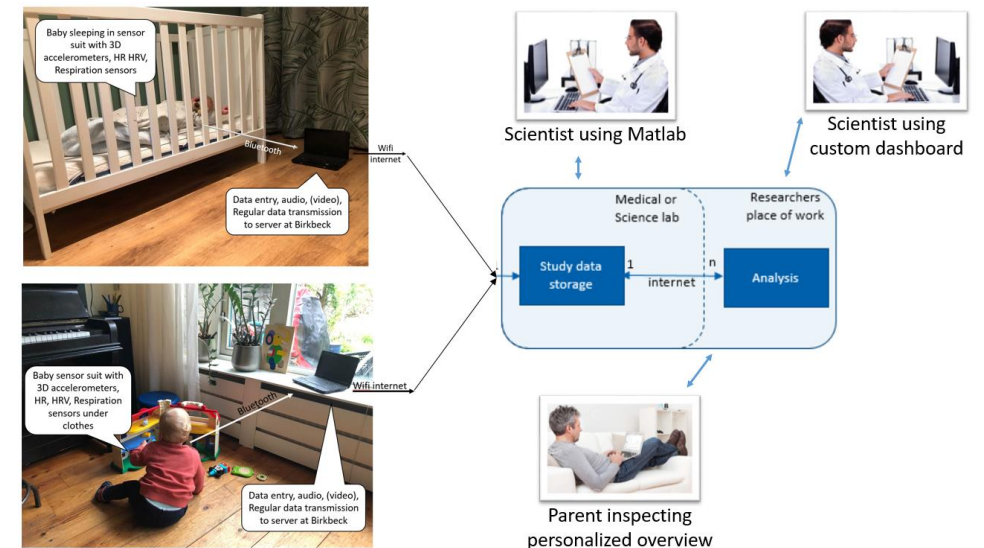 Baby sleeping in sensor
suit with 3D
accelerometers, HR HRV,
Respiration sensors
Bluetooth
Wifi
internet
Data entry, audio, (video),
Regular data transmission
to server at Birkbeck
Baby sensor suit with
3D accelerometers,
HR, HRV, Respiration
sensors under
clothes
Bluetooth
Wifi internet
Data entry, audio, (video),
Regular data transmission
to server at Birkbeck
Scientist using Matlab
Scientist using
custom dashboard
Medical or
Science lab
Researchers
place of work
Study data
storage
1
internet
n
Analysis
Parent inspecting
personalized overview